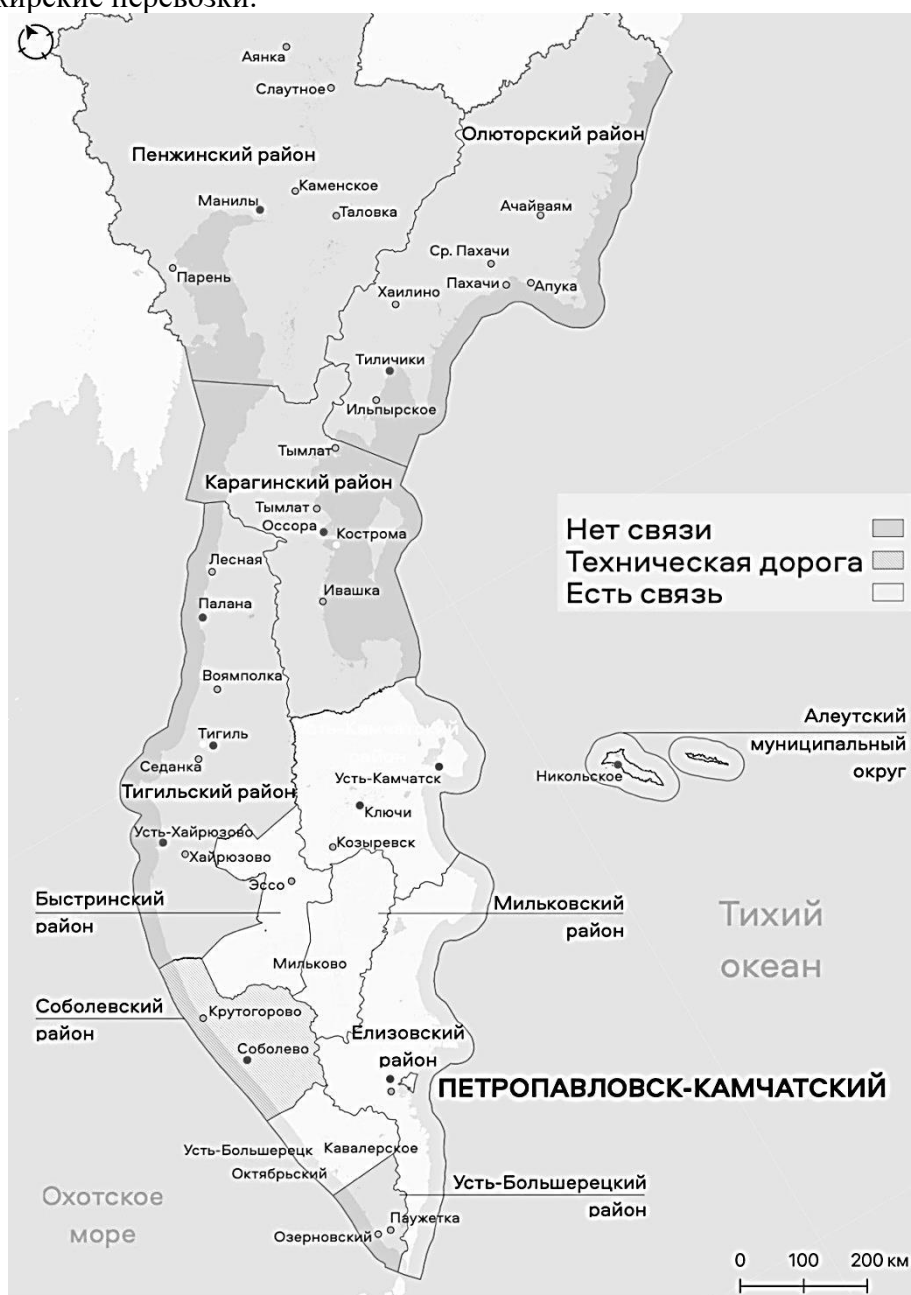 жирские перевозки.
Аянка
Слаутное
Олюторский район
Пенжинский район
Каменское
Манилы
Таловка
Ачайваям
Ср. Пахачи
Парень
Пахачи
Апука
Хаилино
Тиличики
Ильпырское
Тымлат
Карагинский район
Тымлат
Оссора
Кострома
Нет связи
Техническая дорога
Есть связь
Лесная
Ивашка
Палана
Воямполка
Алеутский
муниципальный
округ
Тигиль
Седанка
Никольское
Усть-Камчатск
Тигильский район
Ключи
Усть-Хайрюзово
Хайрюзово
Козыревск
Эссо
Быстринский
район
Мильковский
район
Тихий
океан
Мильково
Соболевский
район
Крутогорово
Соболево
Елизовский
район
ПЕТРОПАВЛОВСК-КАМЧАТСКИЙ
Усть-Большерецк
Кавалерское
Октябрьский
Усть-Большерецкий
район
Охотское
море
Паужетка
Озерновский
0 100 200 км